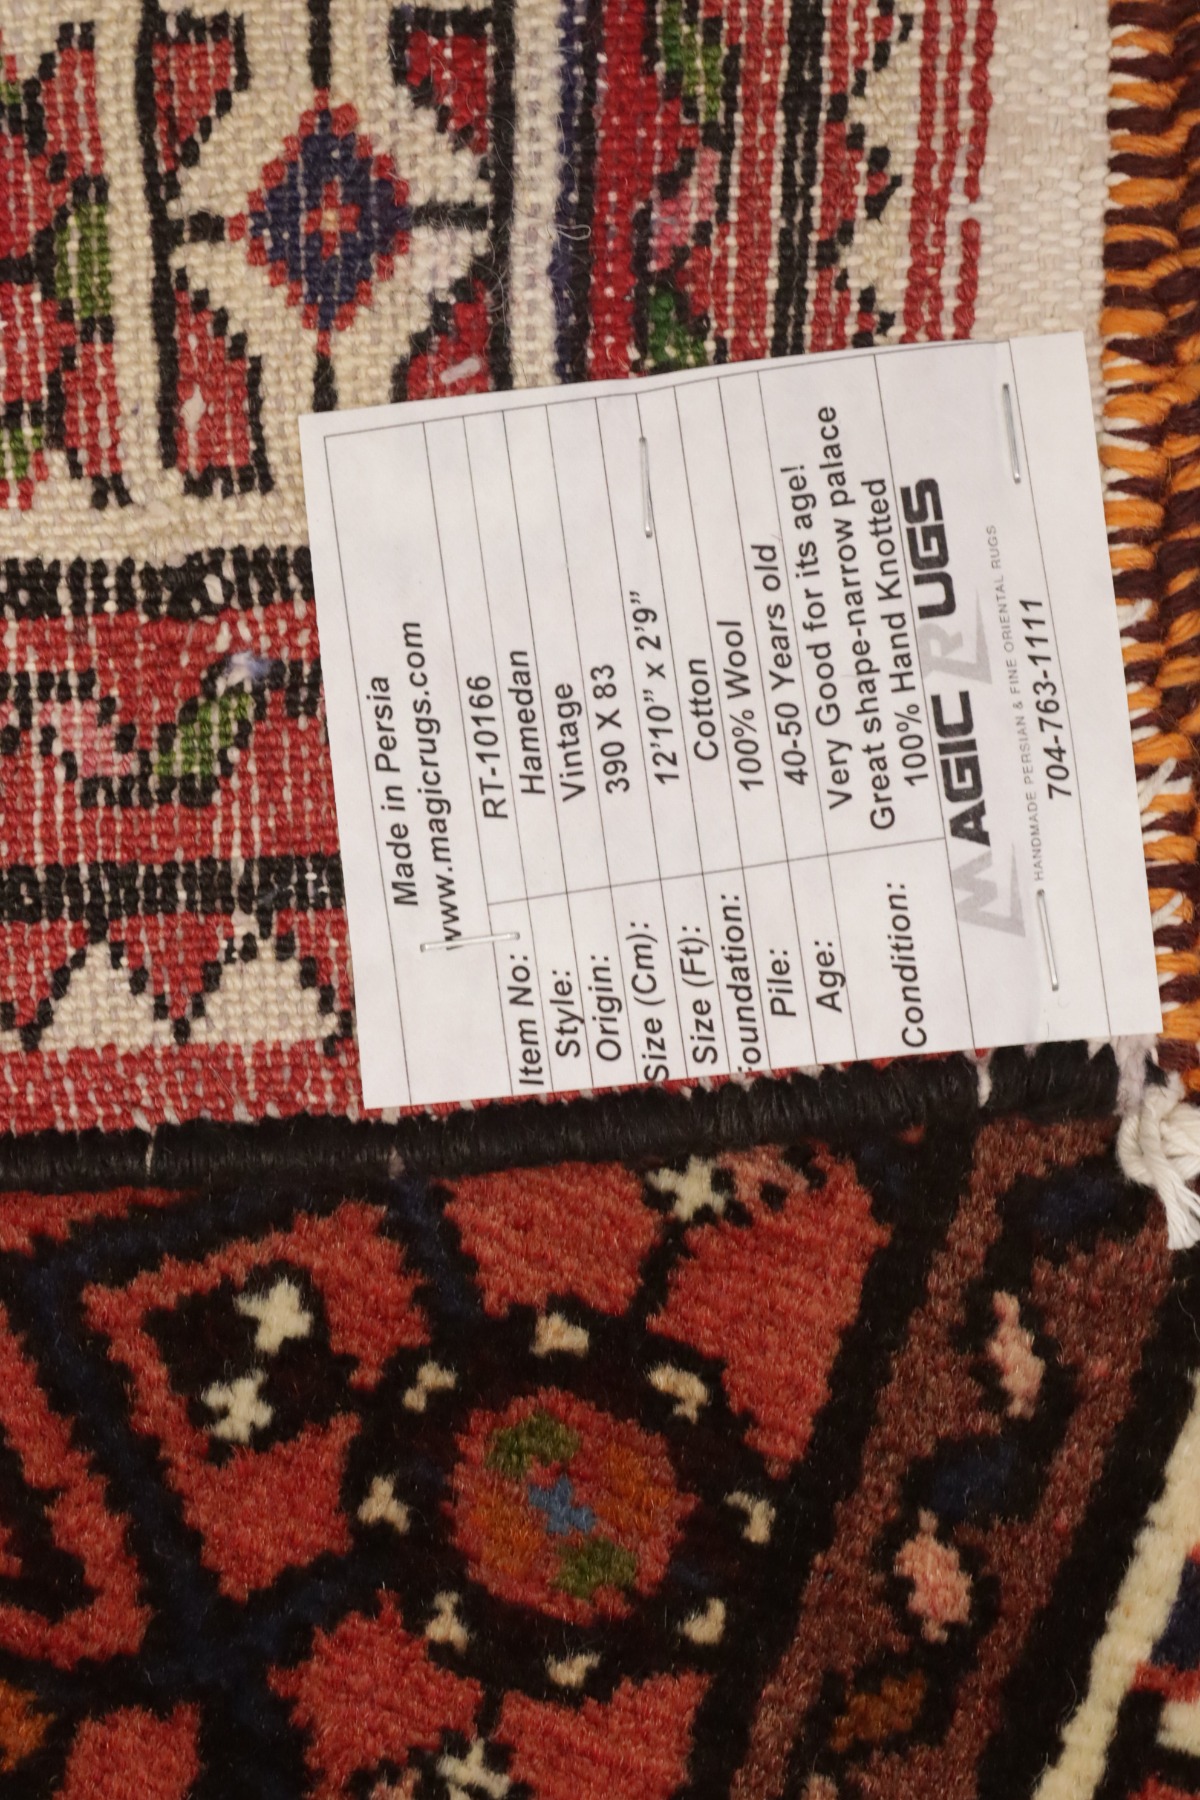 Made in Persia
www.magicrugs.com
Item No: RT-10166
Style: Hamedan
Origin: Vintage
Size (Cm): 390 X 83
Size (Ft): 12'10" x 2'9"
oundation: Cotton
Pile: 100% Wool
Age: 40-50 Years old
Condition: Very Good for its age!
Great shape-narrow palace
100% Hand Knotted
MAGIC RUGS
HANDMADE PERSIAN & FINE ORIENTAL RUGS
704-763-1111